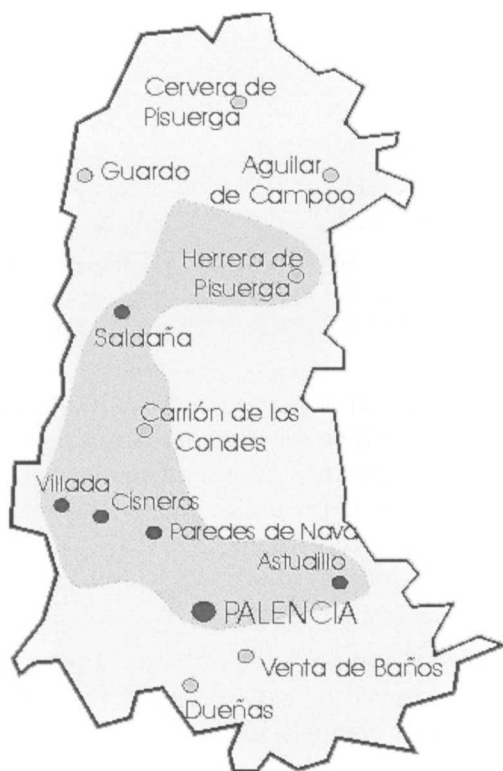 Cervera de
Pisuerga
Guardo
Aguilar
de Campoo
Herrera de
Pisuerga
Saldaña
Carrión de los
Condes
Villada
Cisneros
Paredes de Nava
Astudillo
PALENCIA
Venta de Baños
Dueñas